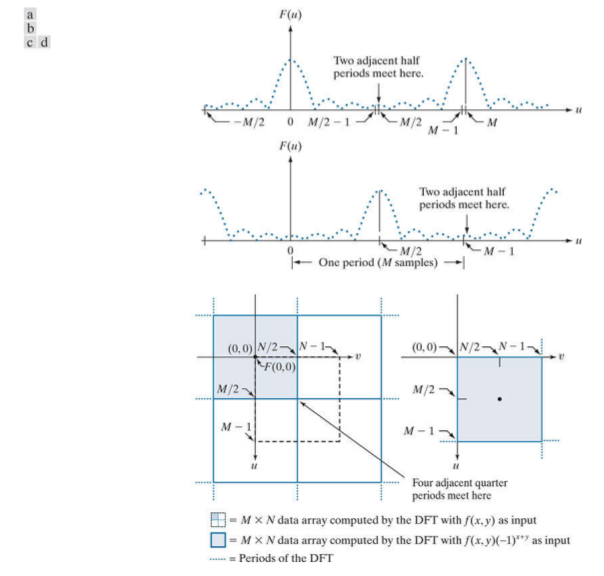 a
b
c d
F(u)
Two adjacent half
periods meet here.
−M/2 0 M/2 − 1 M/2 M − 1 M u
F(u)
Two adjacent half
periods meet here.
0 M/2 M − 1 u
One period (M samples)
(0, 0) N/2 N − 1 v
F(0,0)
M/2
M − 1
u
(0, 0) N/2 N − 1 v
M/2
M − 1
u
Four adjacent quarter
periods meet here
= M × N data array computed by the DFT with f(x, y) as input
= M × N data array computed by the DFT with f(x, y)(−1)ˣ⁺ʸ as input
= Periods of the DFT